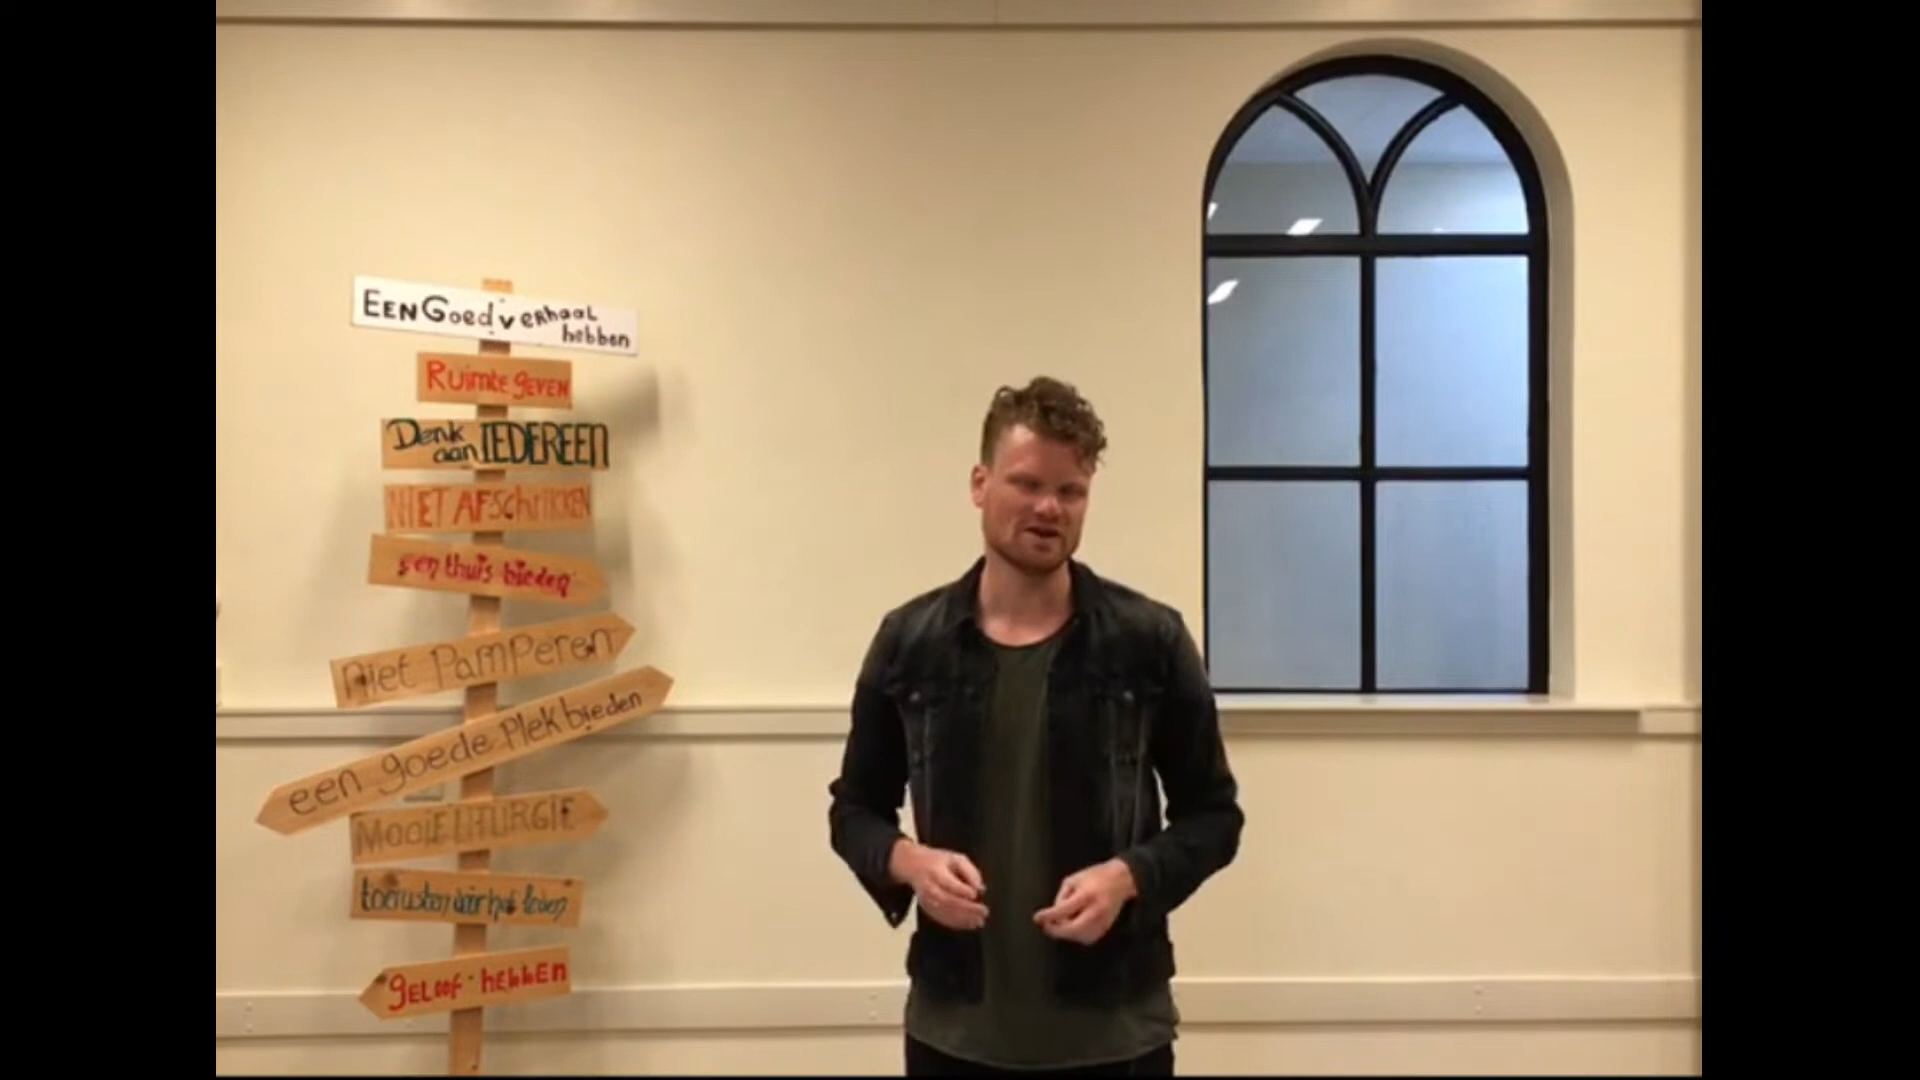 EEN Goed verhaal
hebben
Ruimte geven
Denk
aan IEDEREEN
NIET AFSCHRIKKEN
een thuis bieden
niet Pamperen
een goede Plek bieden
MooiE LITURGIE
toerusten voor het leven
gELOOF hEbbEn